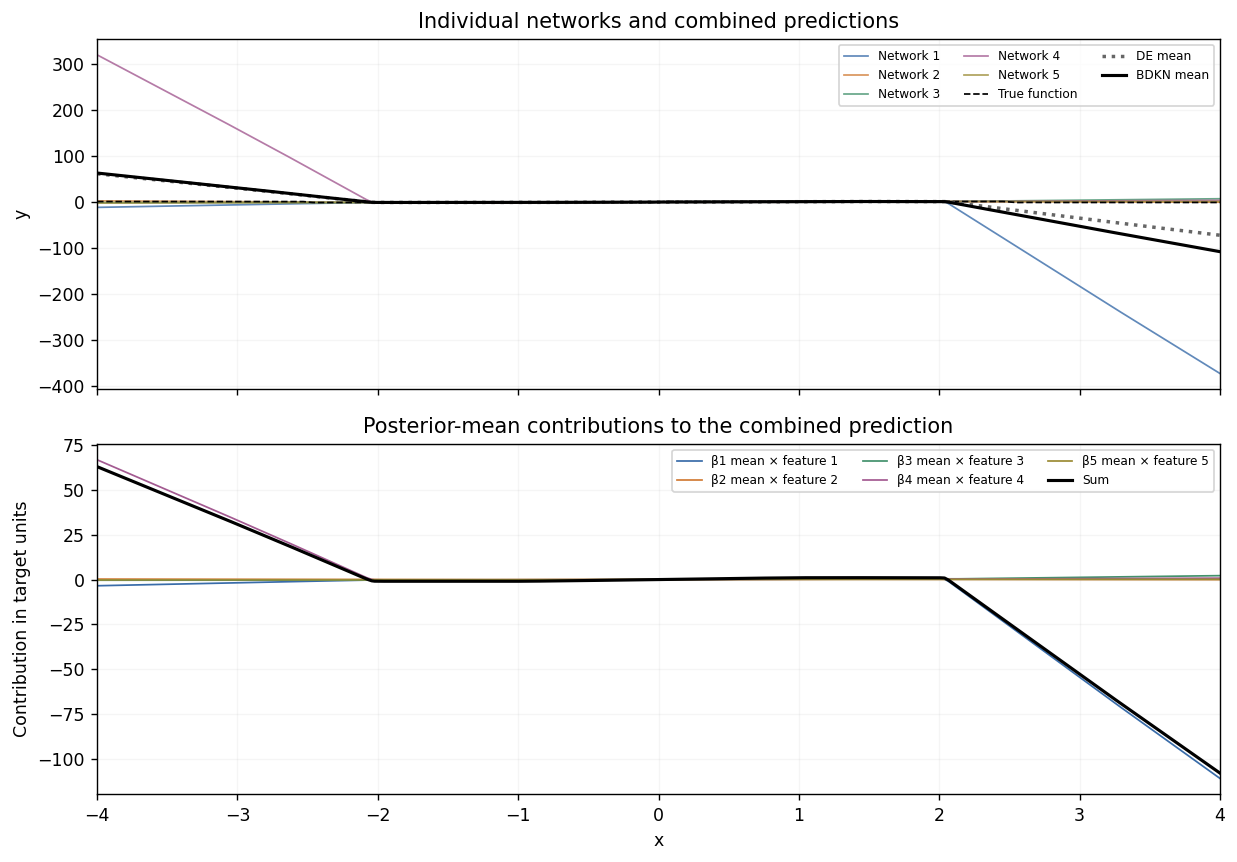 Individual networks and combined predictions
300
200
100
0
−100
−200
−300
−400
y
Network 1
Network 2
Network 3
Network 4
Network 5
True function
DE mean
BDKN mean
Posterior-mean contributions to the combined prediction
75
50
25
0
−25
−50
−75
−100
Contribution in target units
β1 mean × feature 1
β2 mean × feature 2
β3 mean × feature 3
β4 mean × feature 4
β5 mean × feature 5
Sum
−4 −3 −2 −1 0 1 2 3 4
x